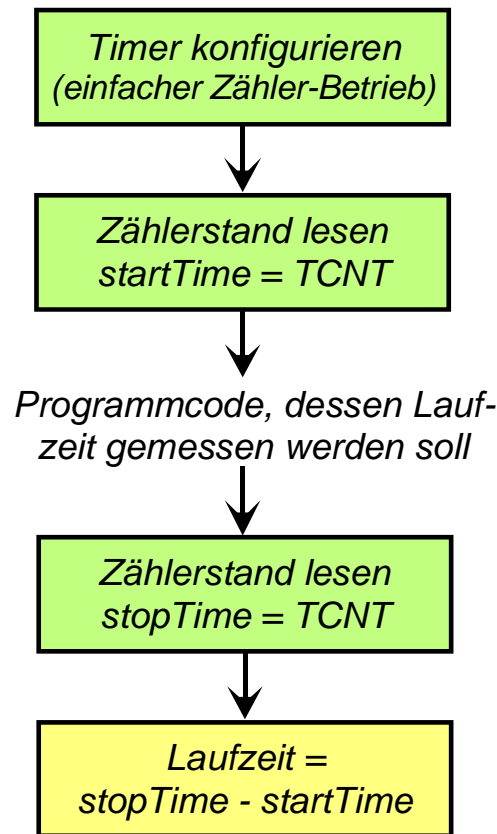 Timer konfigurieren
(einfacher Zähler-Betrieb)
Zählerstand lesen
startTime = TCNT
Programmcode, dessen Lauf-
zeit gemessen werden soll
Zählerstand lesen
stopTime = TCNT
Laufzeit =
stopTime - startTime